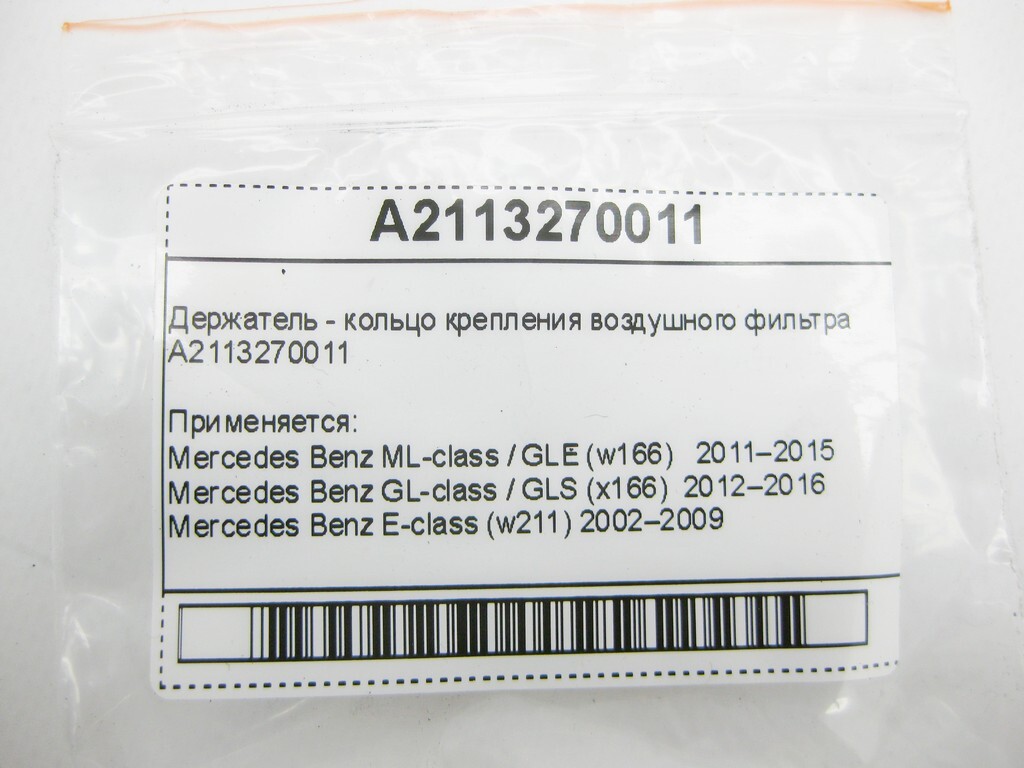 A2113270011
Держатель - кольцо крепления воздушного фильтра
A2113270011
Применяется:
Mercedes Benz ML-class / GLE (w166) 2011–2015
Mercedes Benz GL-class / GLS (x166) 2012–2016
Mercedes Benz E-class (w211) 2002–2009